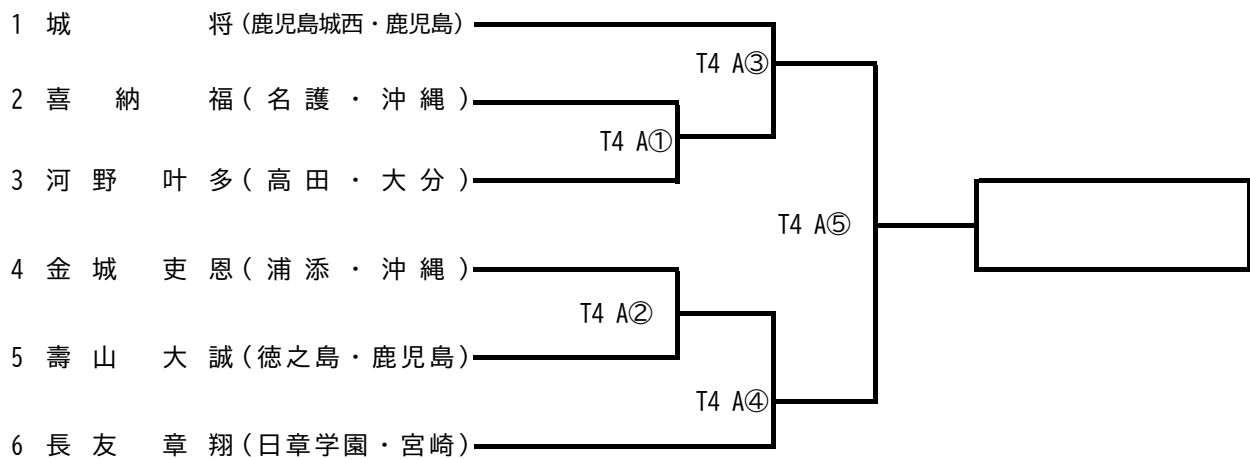 1 城 将(鹿児島城西・鹿児島)
T4 A③
2 喜納 福(名護・沖縄)
T4 A①
3 河野 叶多(高田・大分)
T4 A⑤
4 金城 吏恩(浦添・沖縄)
T4 A②
5 壽山 大誠(徳之島・鹿児島)
T4 A④
6 長友 章翔(日章学園・宮崎)